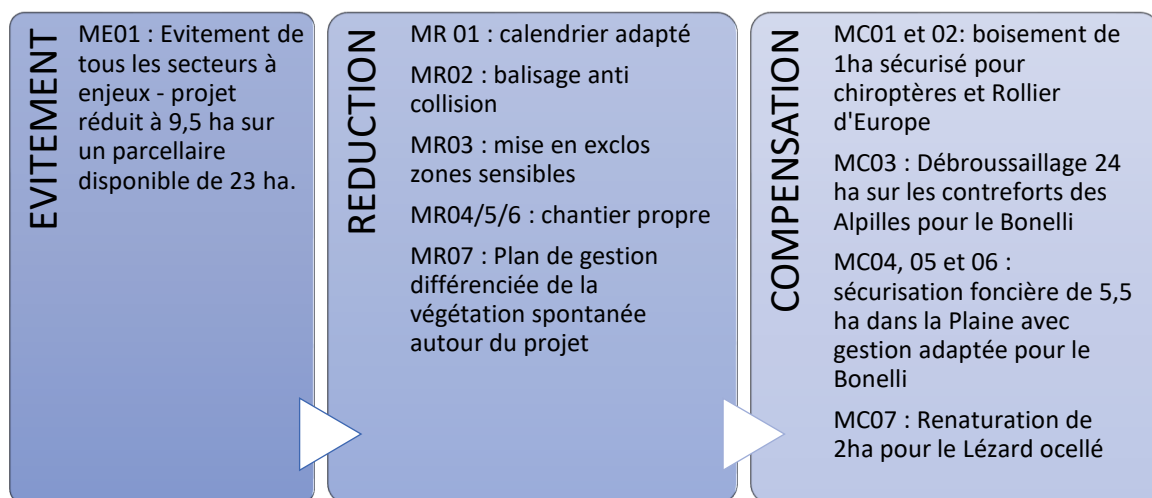 EVITEMENT
ME01 : Evitement de
tous les secteurs à
enjeux - projet
réduit à 9,5 ha sur
un parcellaire
disponible de 23 ha.
REDUCTION
MR 01 : calendrier adapté
MR02 : balisage anti
collision
MR03 : mise en exclos
zones sensibles
MR04/5/6 : chantier propre
MR07 : Plan de gestion
différenciée de la
végétation spontanée
autour du projet
COMPENSATION
MC01 et 02: boisement de
1ha sécurisé pour
chiroptères et Rollier
d'Europe
MC03 : Débroussaillage 24
ha sur les contreforts des
Alpilles pour le Bonelli
MC04, 05 et 06 :
sécurisation foncière de 5,5
ha dans la Plaine avec
gestion adaptée pour le
Bonelli
MC07 : Renaturation de
2ha pour le Lézard ocellé